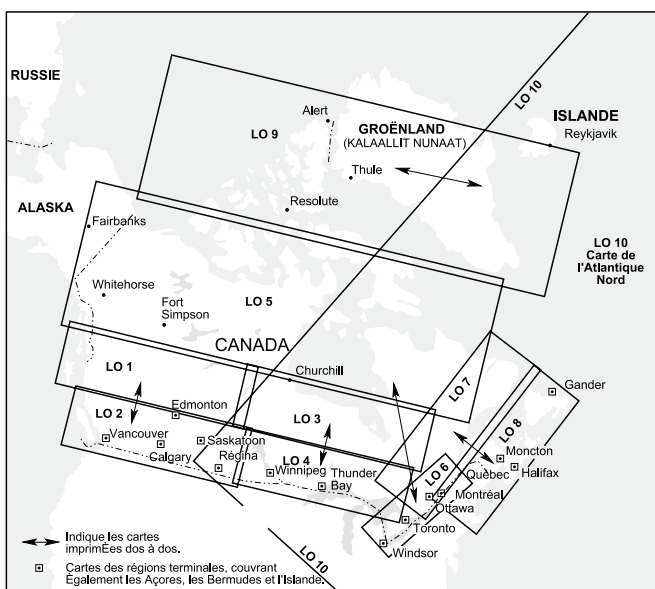 RUSSIE
LO 10
Alert
ISLANDE
LO 9
GROËNLAND
(KALAALLIT NUNAAT)
Reykjavik
Thule
Resolute
ALASKA
Fairbanks
LO 10
Carte de
l'Atlantique
Nord
Whitehorse
LO 5
Fort
Simpson
CANADA
LO 1
Churchill
LO 7
Gander
LO 2
Edmonton
LO 3
LO 8
Vancouver
Saskatoon
Moncton
Calgary
Régina
LO 4
Winnipeg
Thunder
Bay
LO 6
Quèbec
Halifax
Montréal
Ottawa
Toronto
Windsor
LO 10
Indique les cartes
imprimÈes dos à dos.
Cartes des régions terminales, couvrant
Également les Açores, les Bermudes et l'Islande.